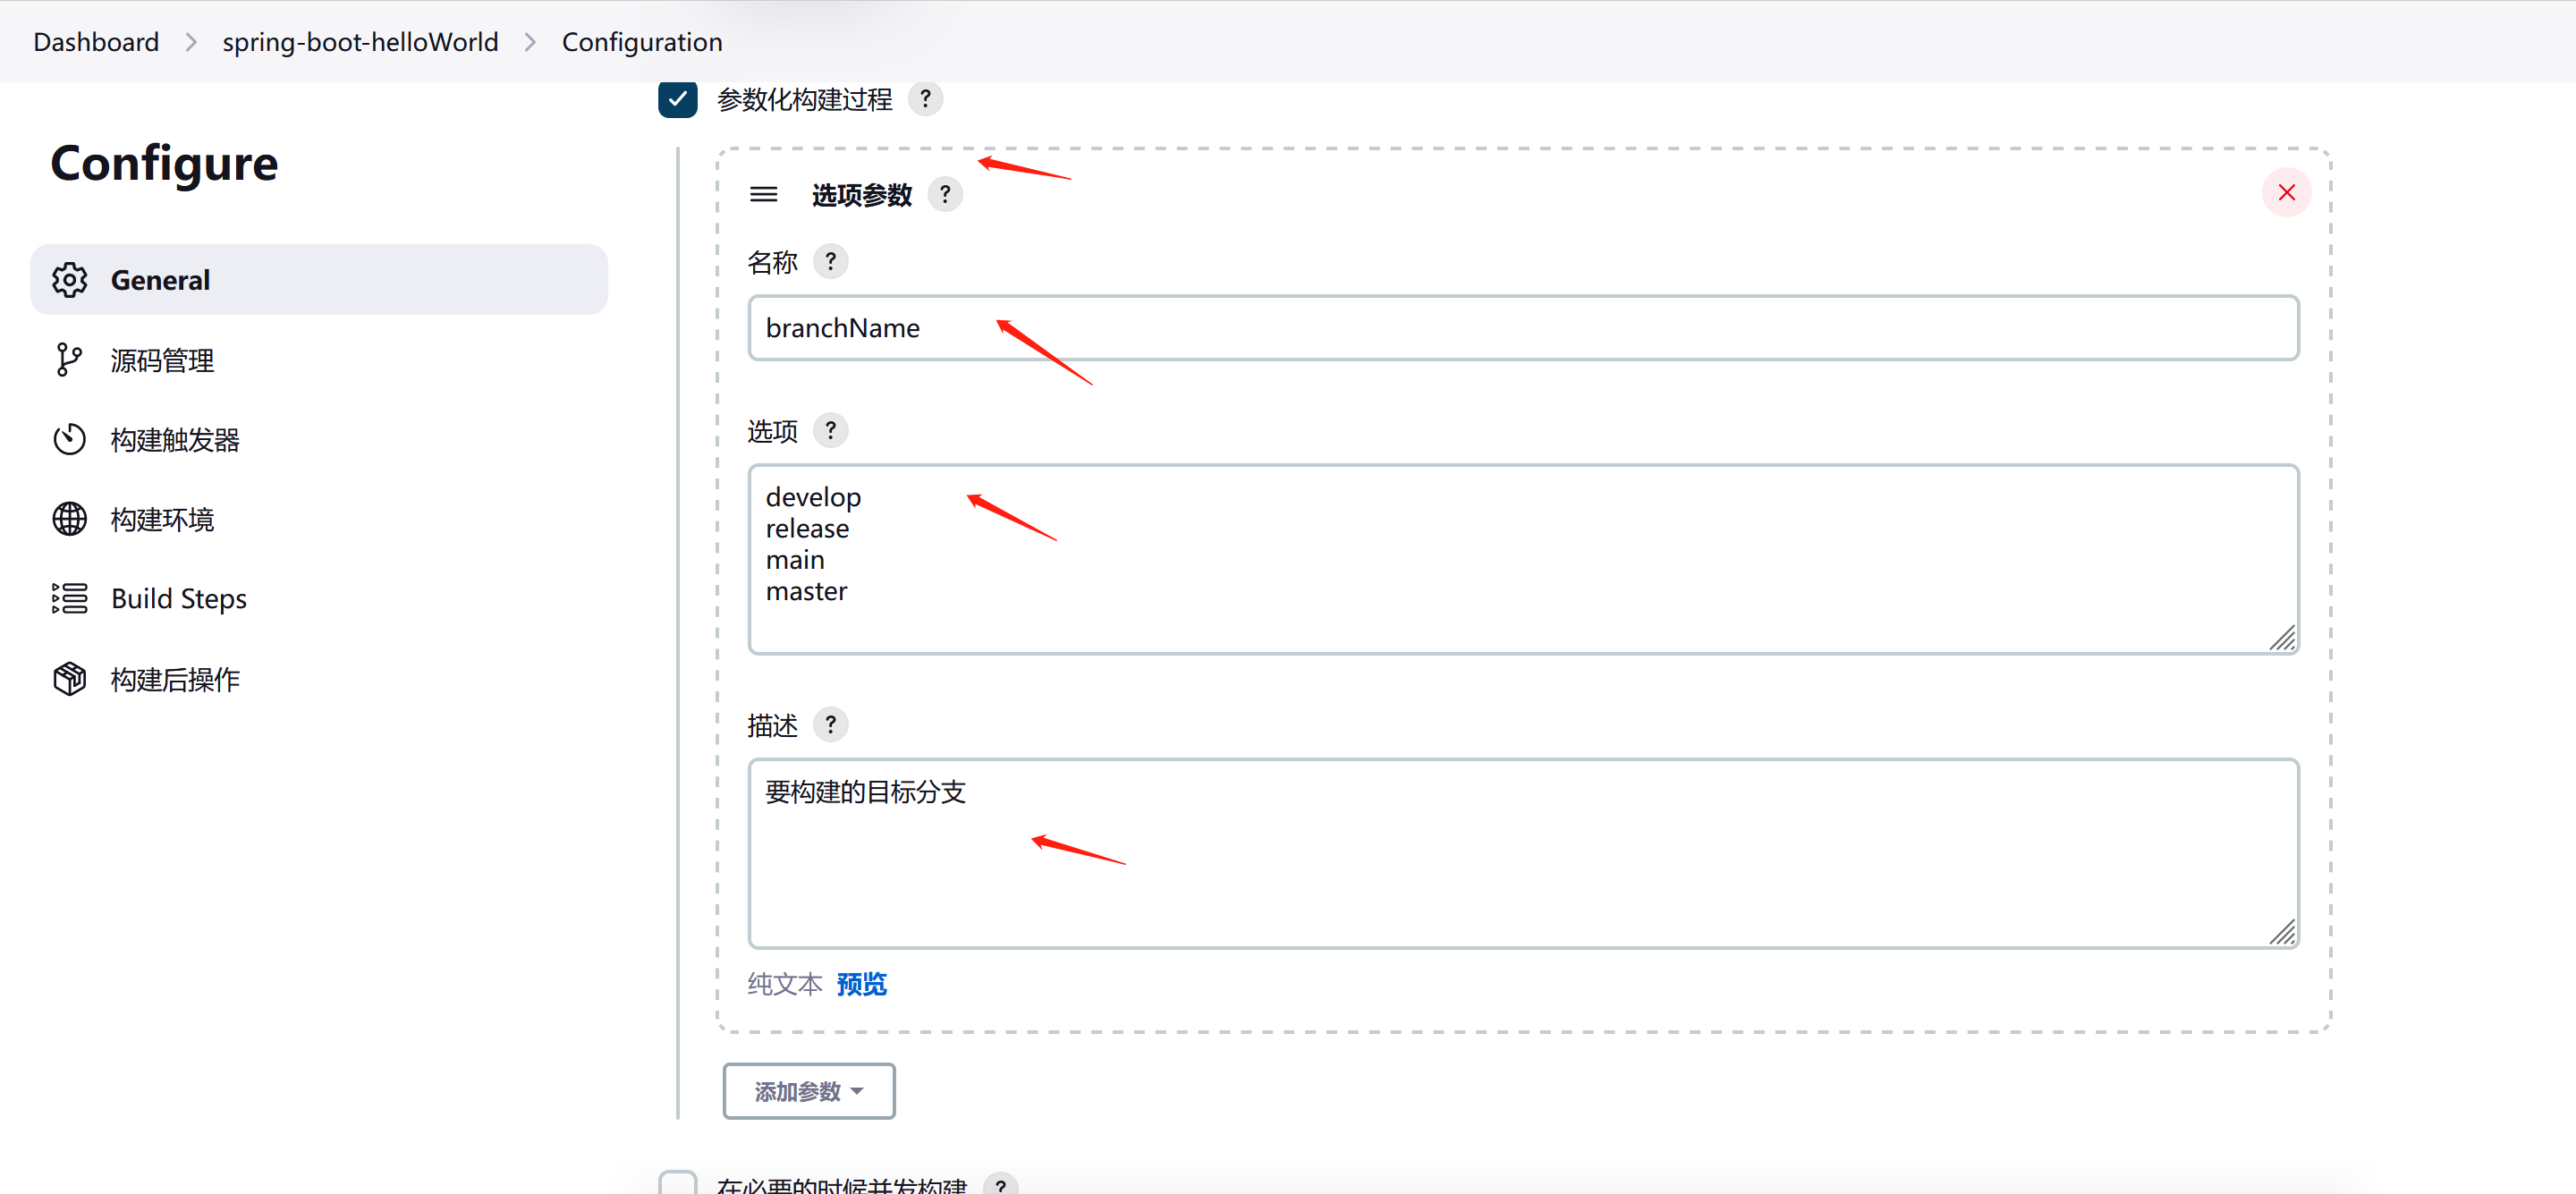 Dashboard > spring-boot-helloWorld > Configuration
Configure
General
源码管理
构建触发器
构建环境
Build Steps
构建后操作
参数化构建过程 ?
选项参数 ?
名称 ?
branchName
选项 ?
develop
release
main
master
描述 ?
要构建的目标分支
纯文本 预览
添加参数
在必要的时候并发构建 ?